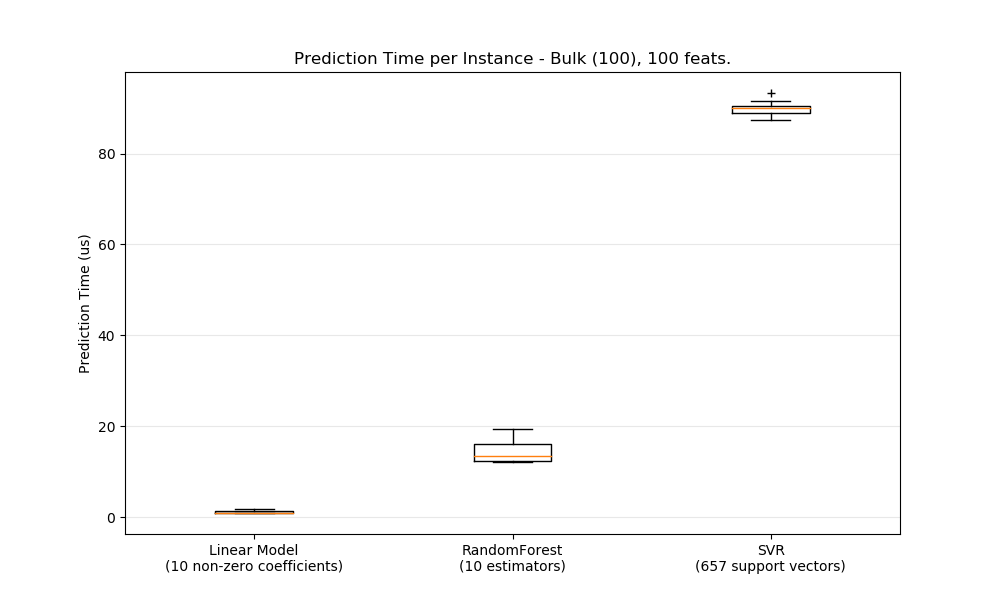 Prediction Time per Instance - Bulk (100), 100 feats.
Prediction Time (us)
80
60
40
20
0
Linear Model
(10 non-zero coefficients)
RandomForest
(10 estimators)
SVR
(657 support vectors)